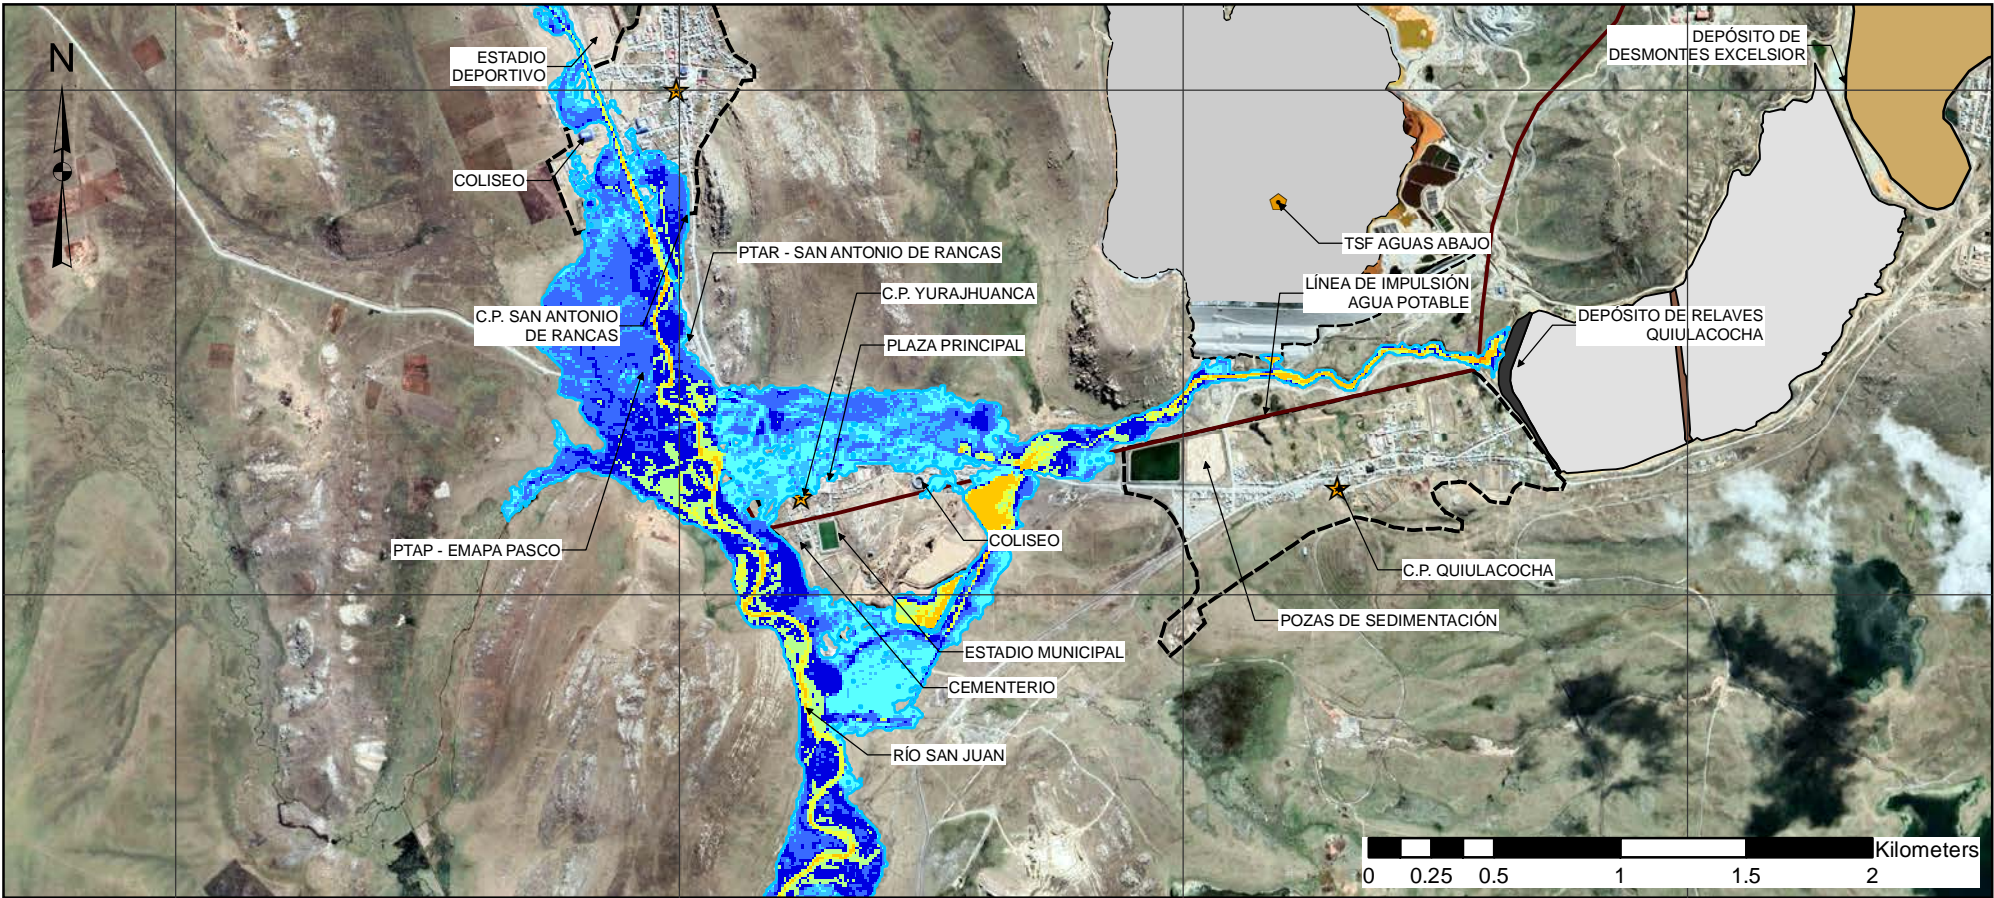 N
ESTADIO
DEPORTIVO
DEPÓSITO DE
DESMONTES EXCELSIOR
COLISEO
PTAR - SAN ANTONIO DE RANCAS
TSF AGUAS ABAJO
C.P. YURAJHUANCA
LÍNEA DE IMPULSIÓN
AGUA POTABLE
C.P. SAN ANTONIO
DE RANCAS
PLAZA PRINCIPAL
DEPÓSITO DE RELAVES
QUIULACOCHA
PTAP - EMAPA PASCO
COLISEO
C.P. QUIULACOCHA
POZAS DE SEDIMENTACIÓN
ESTADIO MUNICIPAL
CEMENTERIO
RÍO SAN JUAN
Kilometers
0 0.25 0.5 1 1.5 2